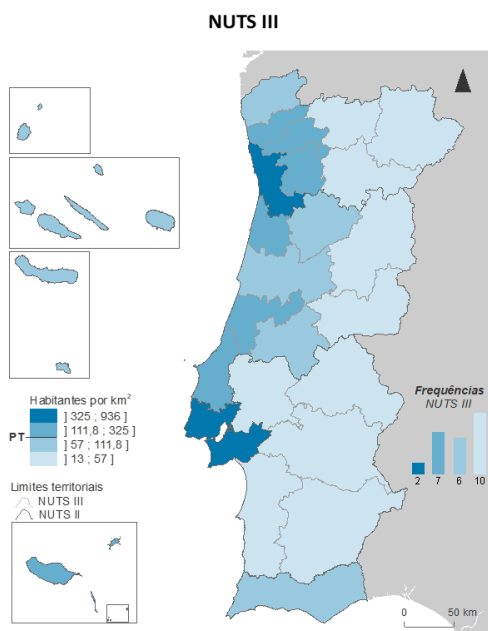 NUTS III
Habitantes por km²
] 325 ; 936 ]
] 111,8 ; 325 ]
PT
] 57 ; 111,8 ]
] 13 ; 57 ]
Limites territoriais
NUTS III
NUTS II
Frequências
NUTS III
2 7 6 10
0 50 km